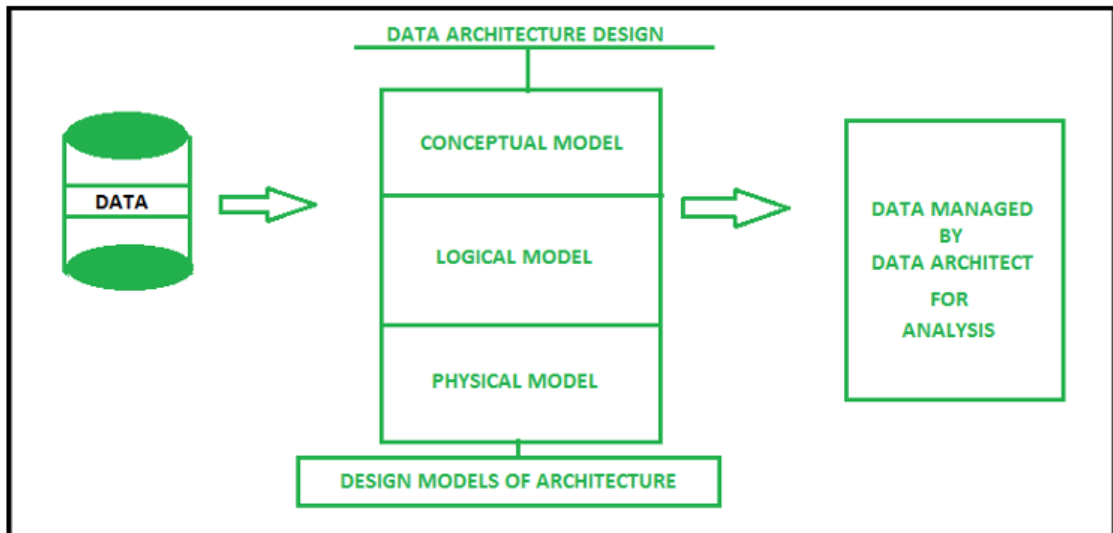 DATA ARCHITECTURE DESIGN
DATA
CONCEPTUAL MODEL
LOGICAL MODEL
PHYSICAL MODEL
DESIGN MODELS OF ARCHITECTURE
DATA MANAGED
BY
DATA ARCHITECT
FOR
ANALYSIS